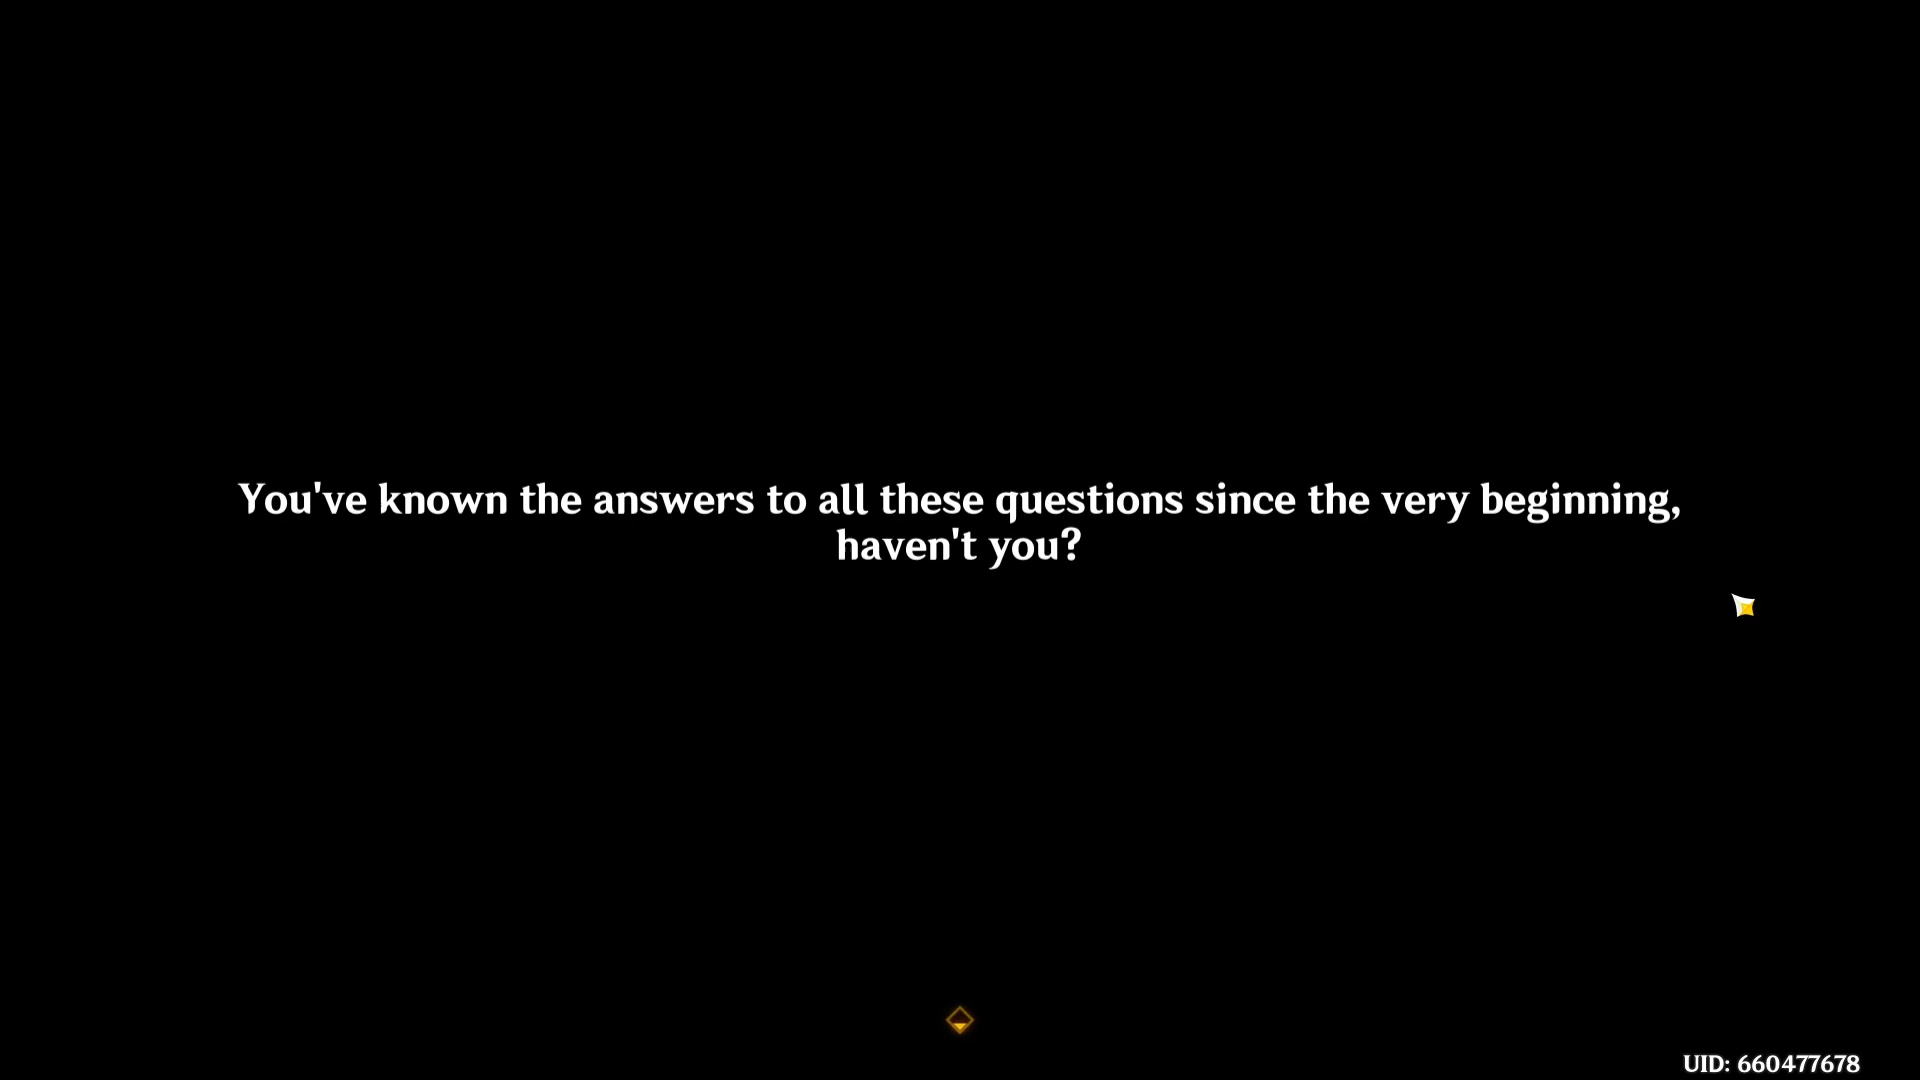 You've known the answers to all these questions since the very beginning,
haven't you?
UID: 660477678